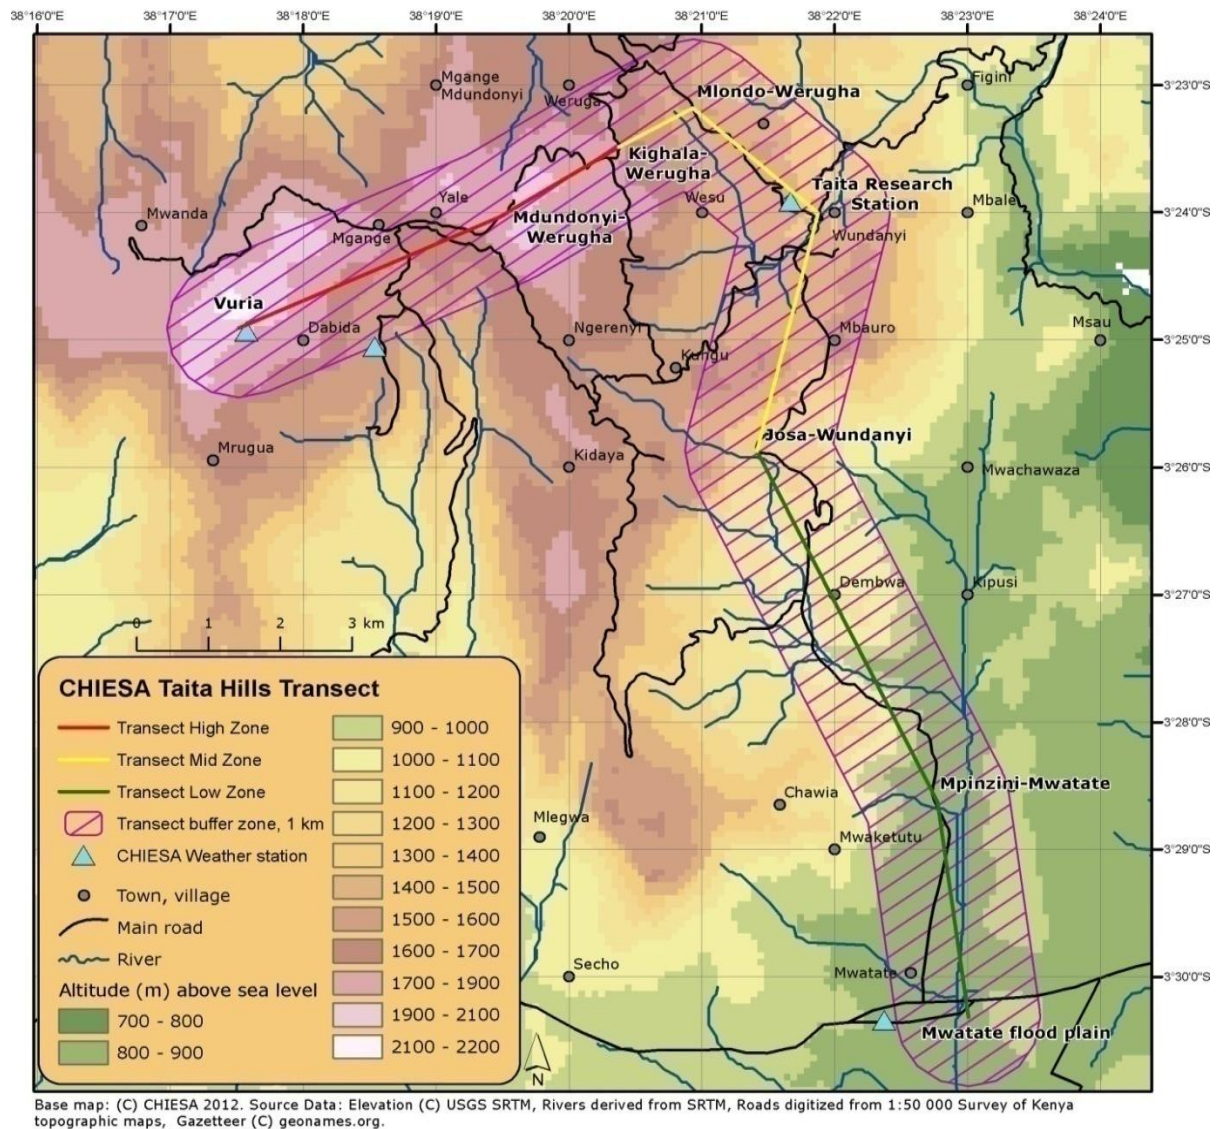 38°16'0"E 38°17'0"E 38°18'0"E 38°19'0"E 38°20'0"E 38°21'0"E 38°22'0"E 38°23'0"E 38°24'0"E
Figini
Mgange
Mdundonyi
Weruga
Mlondo-Werugha
3°23'0"S
Kighala-
Werugha
Taita Research
Station
Mwanda
Yale
Wesu
Mbale
3°24'0"S
Mgange
Mdundonyi-
Werugha
Wundanyi
Vuria
Dabida
Ngerenyi
Kungu
Mbauro
Msau
3°25'0"S
Josa-Wundanyi
Mrugua
Kidaya
Mwachawaza
3°26'0"S
Dembwa
Kipusi
3°27'0"S
0 1 2 3 km
3°28'0"S
Mpinzini-Mwatate
Chawia
Mlegwa
Mwaketutu
3°29'0"S
Secho
Mwatate
3°30'0"S
Mwatate flood plain
N
CHIESA Taita Hills Transect
Transect High Zone
Transect Mid Zone
Transect Low Zone
Transect buffer zone, 1 km
CHIESA Weather station
Town, village
Main road
River
Altitude (m) above sea level
700 - 800
800 - 900
900 - 1000
1000 - 1100
1100 - 1200
1200 - 1300
1300 - 1400
1400 - 1500
1500 - 1600
1600 - 1700
1700 - 1900
1900 - 2100
2100 - 2200
Base map: (C) CHIESA 2012. Source Data: Elevation (C) USGS SRTM, Rivers derived from SRTM, Roads digitized from 1:50 000 Survey of Kenya
topographic maps, Gazetteer (C) geonames.org.